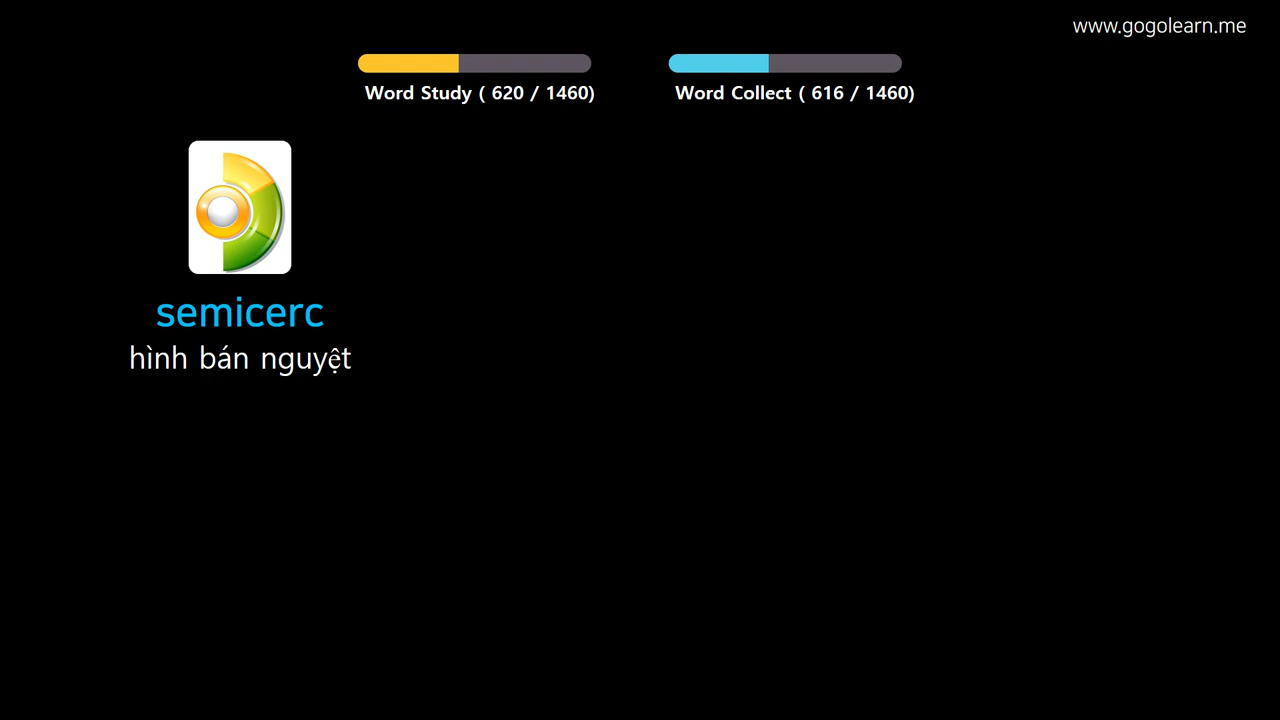 www.gogolearn.me
Word Study ( 620 / 1460)
Word Collect ( 616 / 1460)
semicerc
hình bán nguyệt